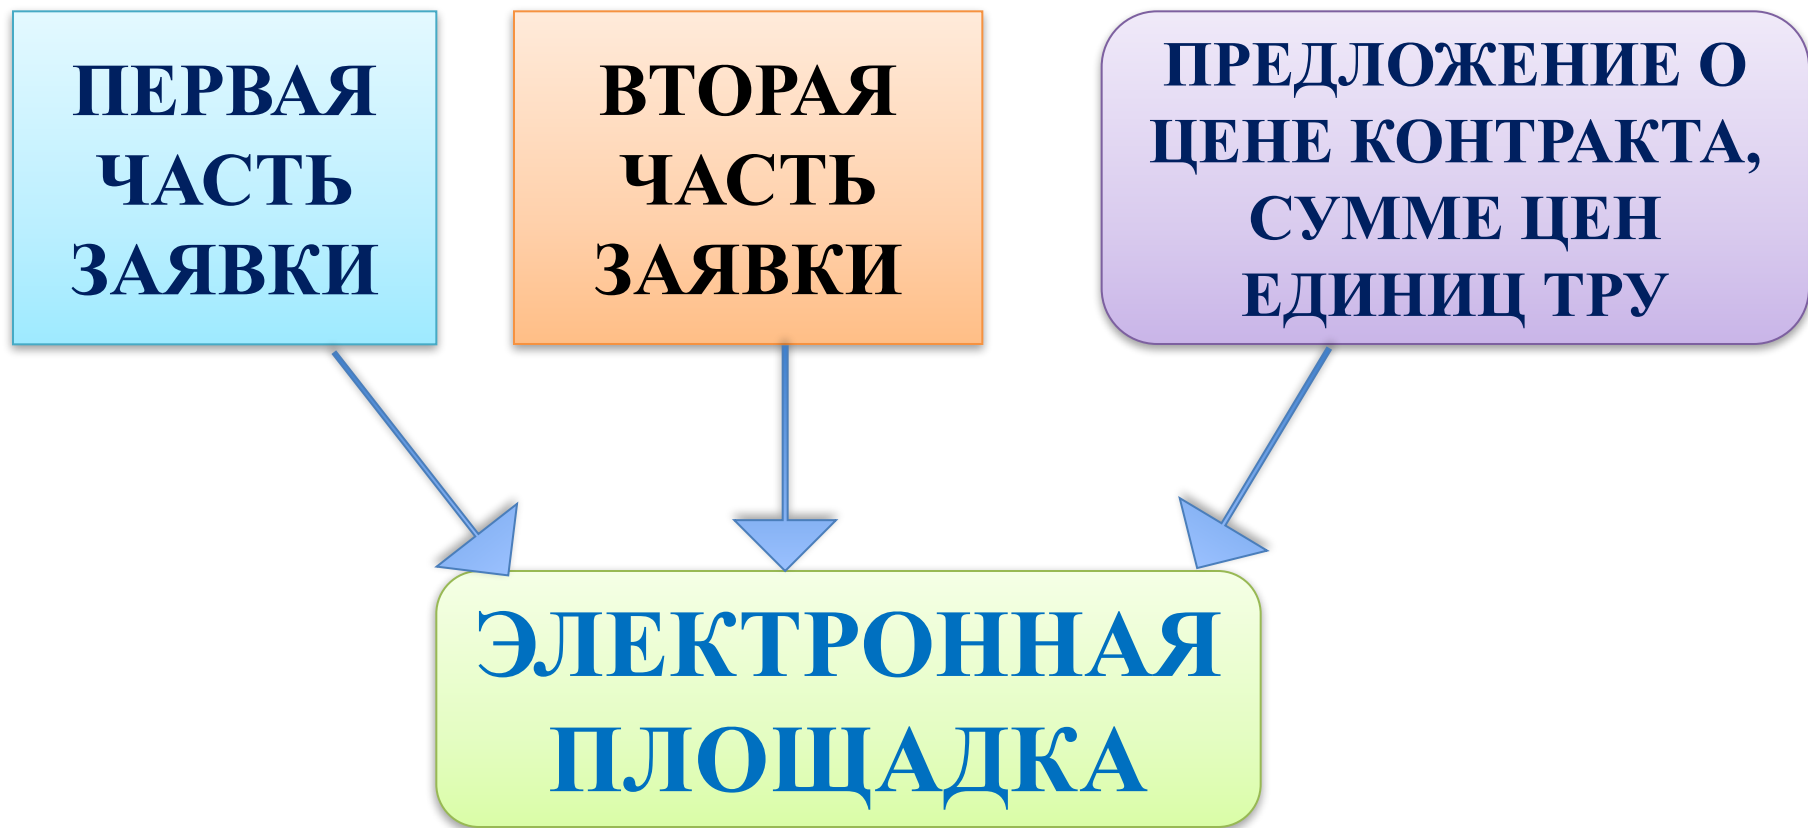 ПЕРВАЯ
ЧАСТЬ
ЗАЯВКИ
ВТОРАЯ
ЧАСТЬ
ЗАЯВКИ
ПРЕДЛОЖЕНИЕ О
ЦЕНЕ КОНТРАКТА,
СУММЕ ЦЕН
ЕДИНИЦ ТРУ
ЭЛЕКТРОННАЯ
ПЛОЩАДКА